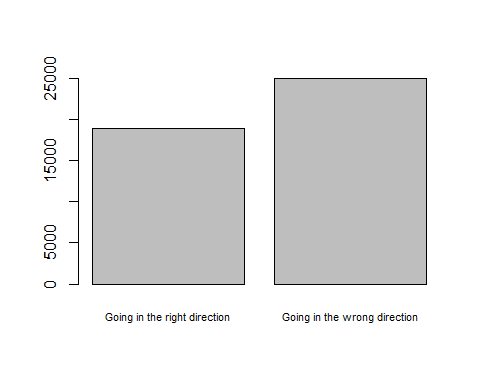 25000
15000
5000
0
Going in the right direction
Going in the wrong direction